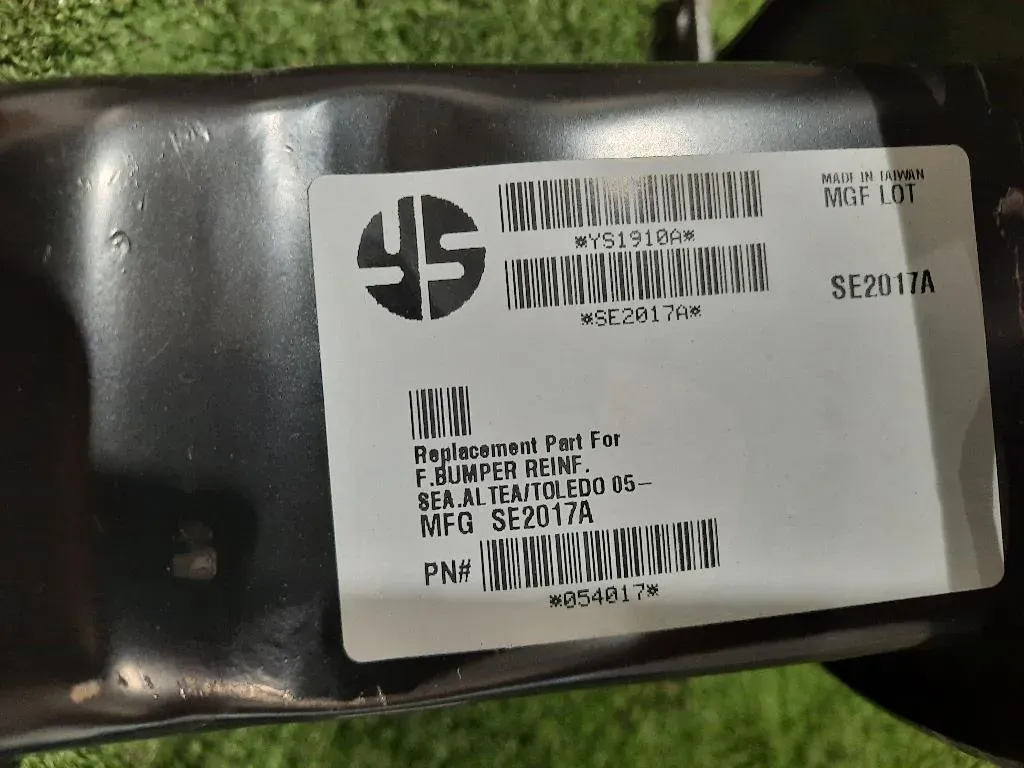 YS
*YS1910A*
*SE2017A*
MADE IN TAIWAN
MGF LOT
SE2017A
Replacement Part For
F.BUMPER REINF.
SEA.ALTEA/TOLEDO 05-
MFG SE2017A
PN#
*054017*